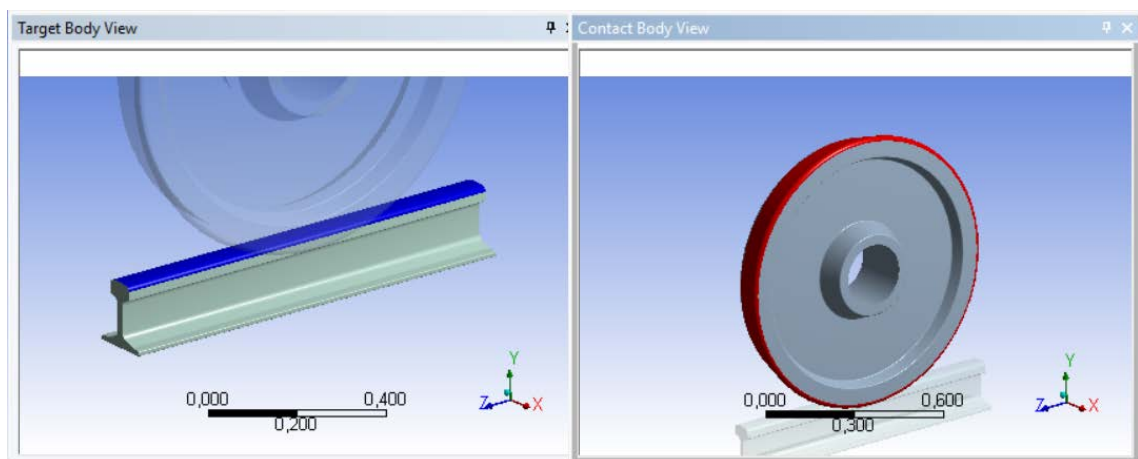 Target Body View
Contact Body View
0,000 0,400
0,200
Y
Z X
0,000 0,600
0,300
Y
Z X